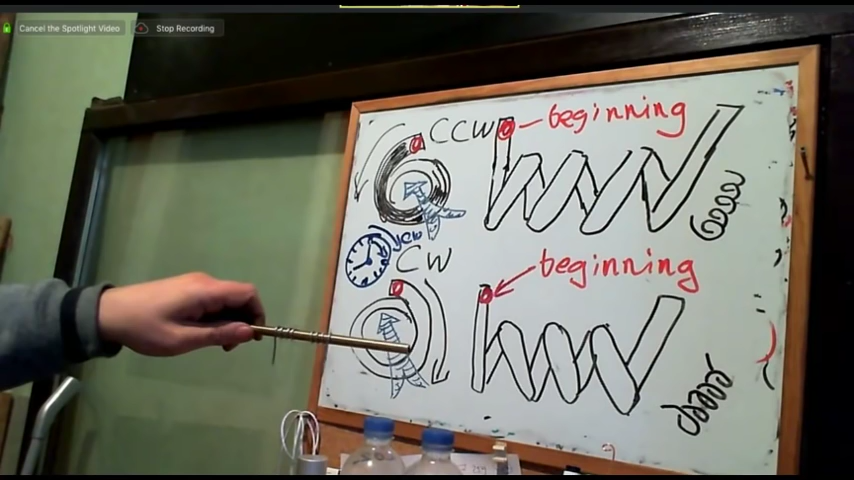 Cancel the Spotlight Video
Stop Recording
CCW
beginning
CW
beginning